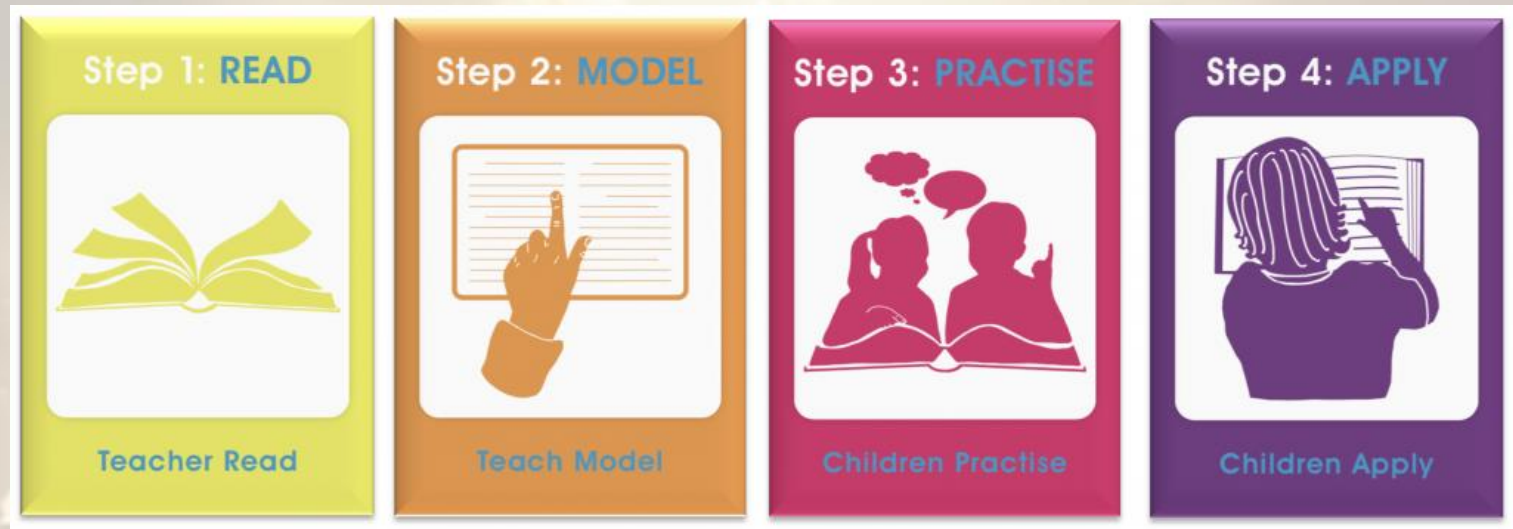 Step 1: READ
Teacher Read
Step 2: MODEL
Teach Model
Step 3: PRACTISE
Children Practise
Step 4: APPLY
Children Apply